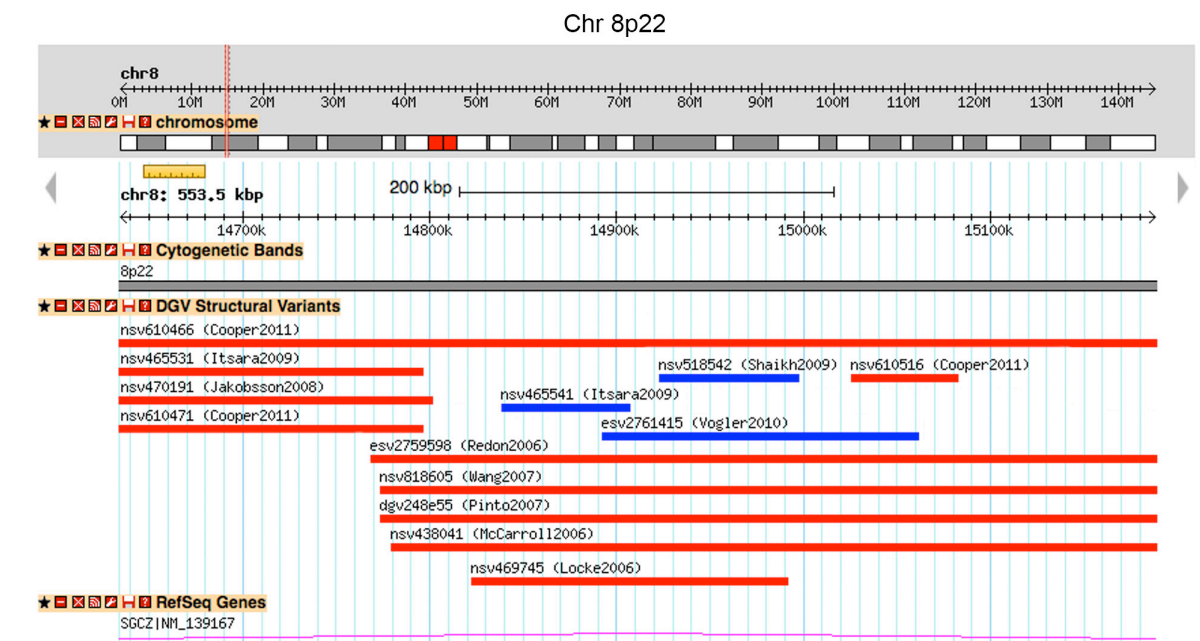 Chr 8p22
chr8
0M 10M 20M 30M 40M 50M 60M 70M 80M 90M 100M 110M 120M 130M 140M
chromosome
200 kbp
chr8: 553.5 kbp
14700k 14800k 14900k 15000k 15100k
Cytogenetic Bands
8p22
DGV Structural Variants
nsv610466 (Cooper2011)
nsv465531 (Itsara2009)
nsv518542 (Shaikh2009) nsv610516 (Cooper2011)
nsv470191 (Jakobsson2008)
nsv465541 (Itsara2009)
nsv610471 (Cooper2011)
esv2761415 (Vogler2010)
esv2759598 (Redon2006)
nsv818605 (Wang2007)
dgv248e55 (Pinto2007)
nsv438041 (McCarroll2006)
nsv469745 (Locke2006)
RefSeq Genes
SGCZ|NM_139167